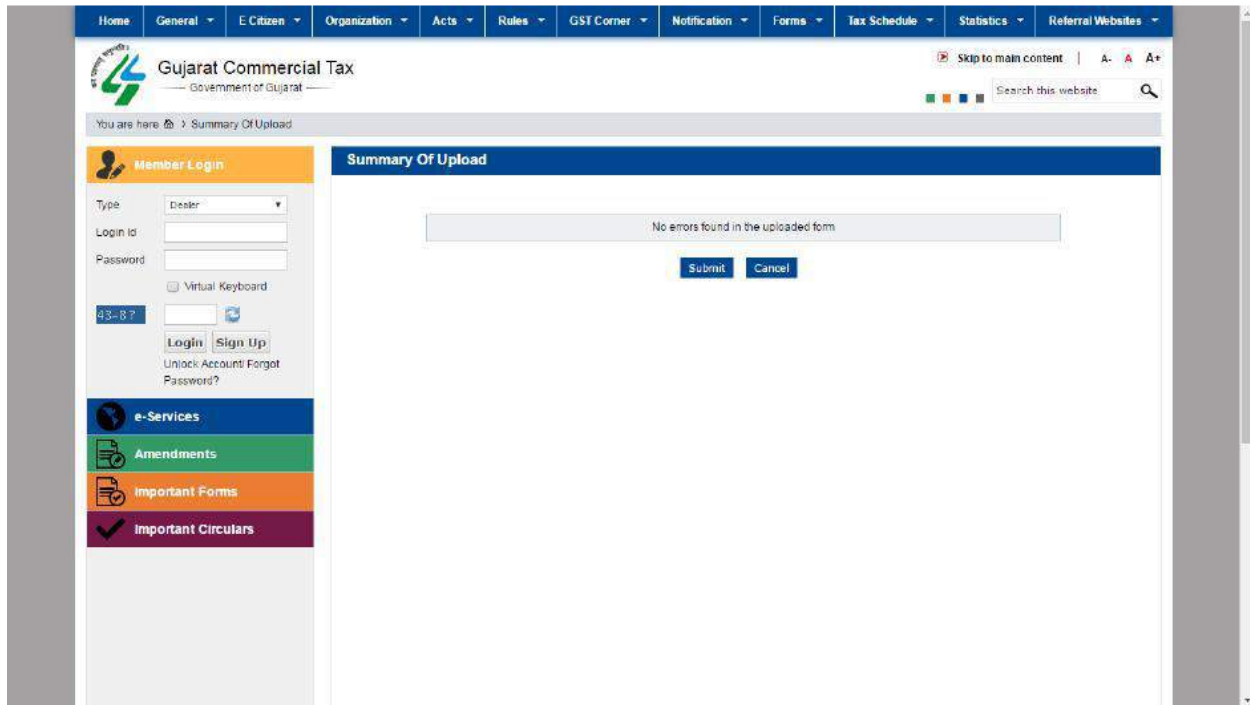 Home General E Citizen Organization Acts Rules GST Corner Notification Forms Tax Schedule Statistics Referral Websites
Skip to main content | A- A A+
Gujarat Commercial Tax
Government of Gujarat
Search this website
You are here > Summary Of Upload
Member Login
Summary Of Upload
Type Dealer
No errors found in the uploaded form
Login Id
Password
Submit Cancel
Virtual Keyboard
43-8?
Login Sign Up
Unlock Account/ Forgot
Password?
e-Services
Amendments
Important Forms
Important Circulars